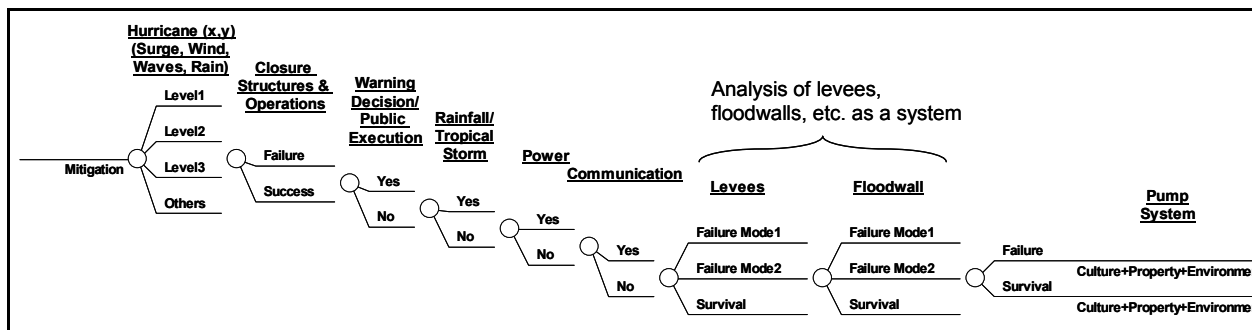 Hurricane (x,y)
(Surge, Wind,
Waves, Rain)
Closure
Structures &
Operations
Warning
Decision/
Public
Execution
Rainfall/
Tropical
Storm
Power
Communication
Analysis of levees,
floodwalls, etc. as a system
Levees
Floodwall
Pump
System
Mitigation
Level1
Level2
Level3
Others
Failure
Success
Yes
No
Yes
No
Yes
No
Yes
No
Failure Mode1
Failure Mode2
Survival
Failure Mode1
Failure Mode2
Survival
Failure
Culture+Property+Environme
Survival
Culture+Property+Environme